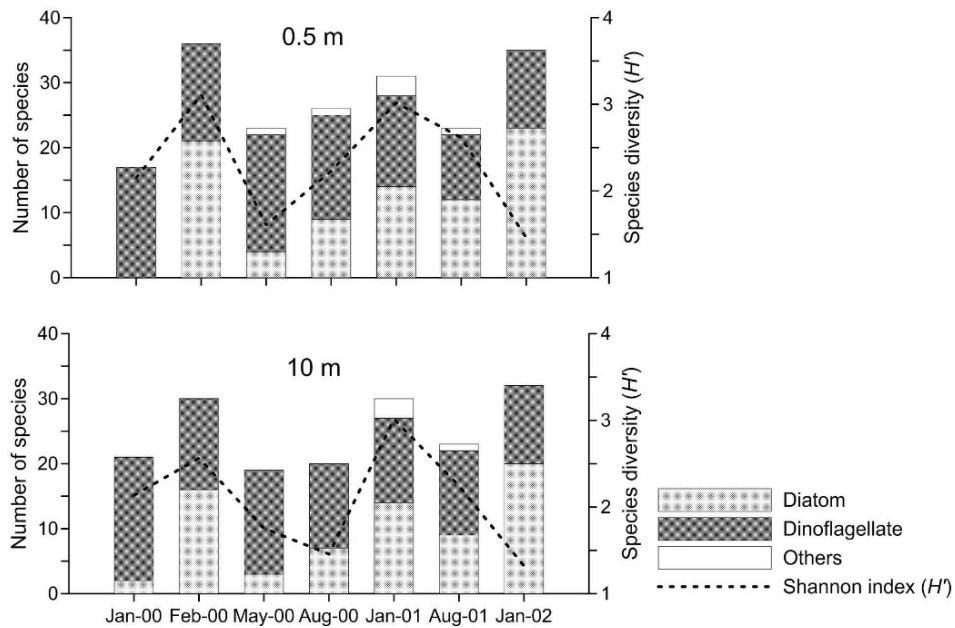 0.5 m
Number of species
40
30
20
10
0
Species diversity (H')
4
3
2
1
10 m
Number of species
40
30
20
10
0
Species diversity (H')
4
3
2
1
Jan-00 Feb-00 May-00 Aug-00 Jan-01 Aug-01 Jan-02
Diatom
Dinoflagellate
Others
Shannon index (H')